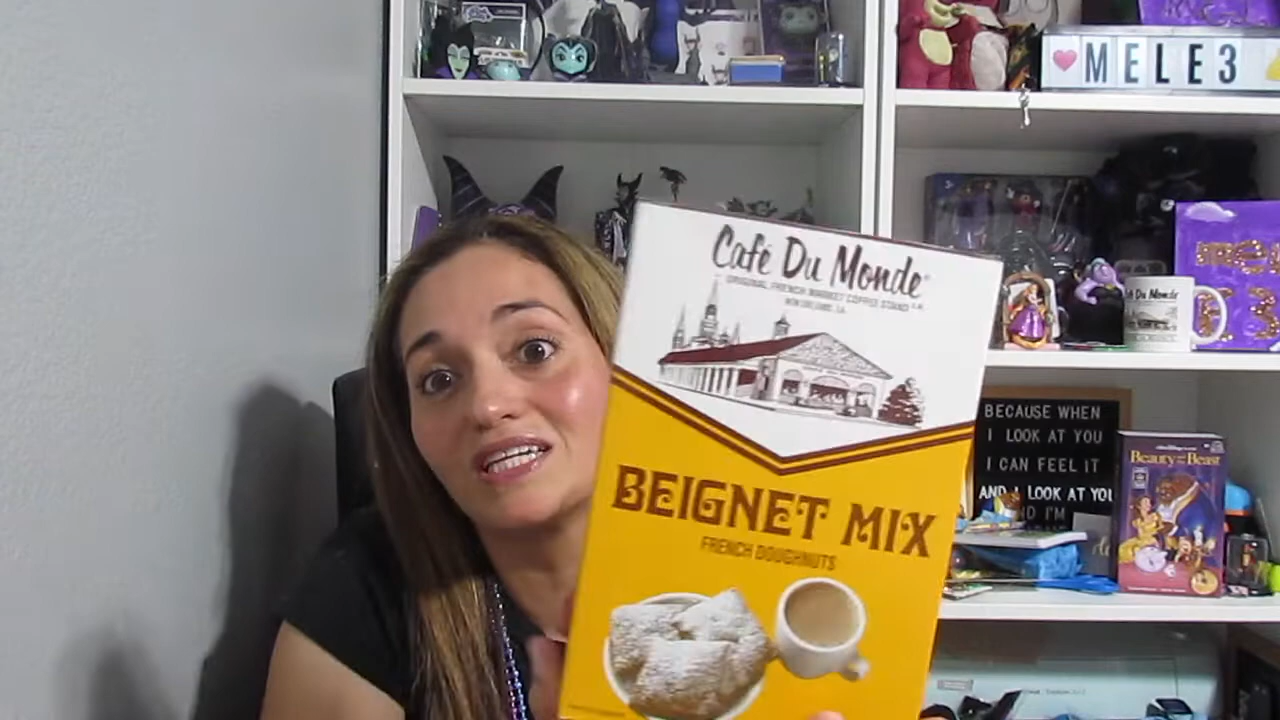 MELE3
Café Du Monde®
ORIGINAL FRENCH MARKET COFFEE STAND
NEW ORLEANS, LA
BEIGNET MIX
FRENCH DOUGHNUTS
Du Monde
BECAUSE WHEN
I LOOK AT YOU
I CAN FEEL IT
AND I LOOK AT YOU
AND I'M
Beauty and the Beast